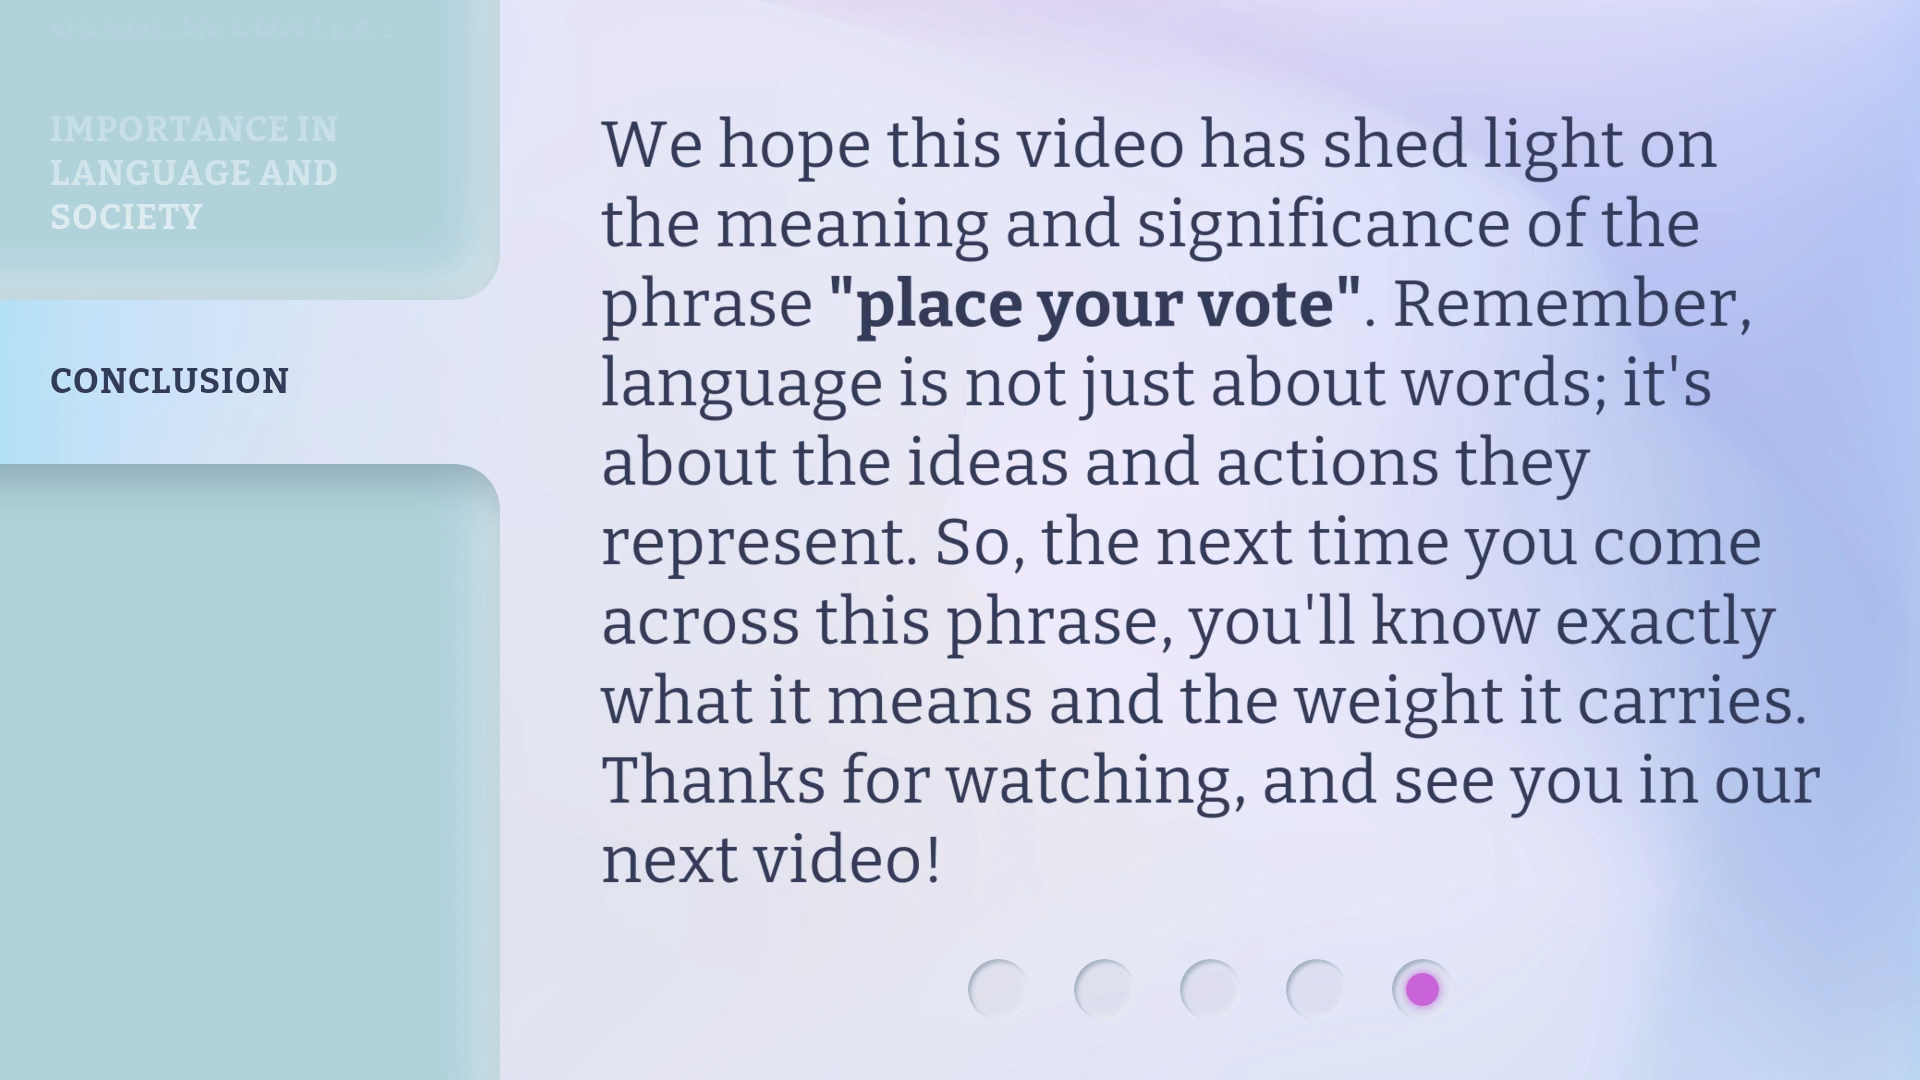 USAGE IN CONTEXT
IMPORTANCE IN
LANGUAGE AND
SOCIETY
CONCLUSION
We hope this video has shed light on
the meaning and significance of the
phrase "place your vote". Remember,
language is not just about words; it's
about the ideas and actions they
represent. So, the next time you come
across this phrase, you'll know exactly
what it means and the weight it carries.
Thanks for watching, and see you in our
next video!